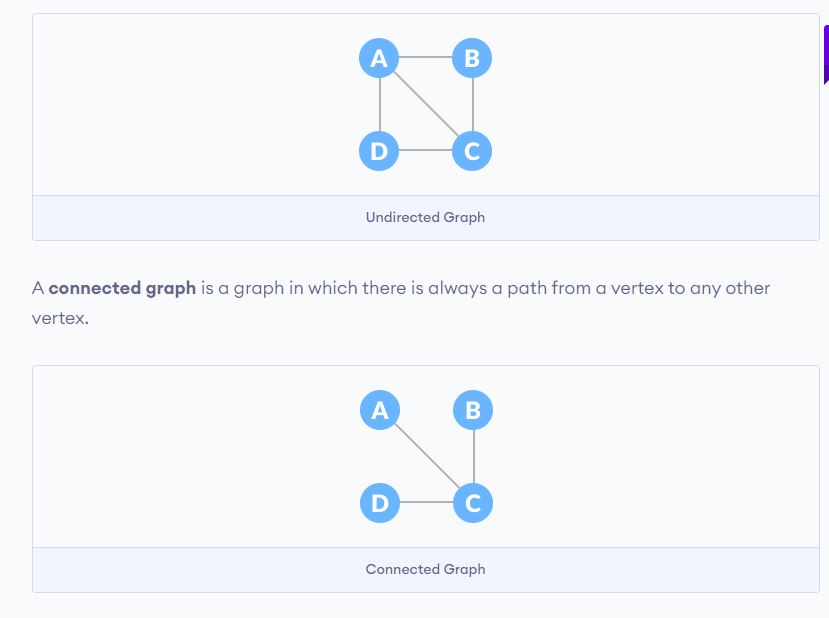 A B
D C
Undirected Graph
A connected graph is a graph in which there is always a path from a vertex to any other
vertex.
A B
D C
Connected Graph